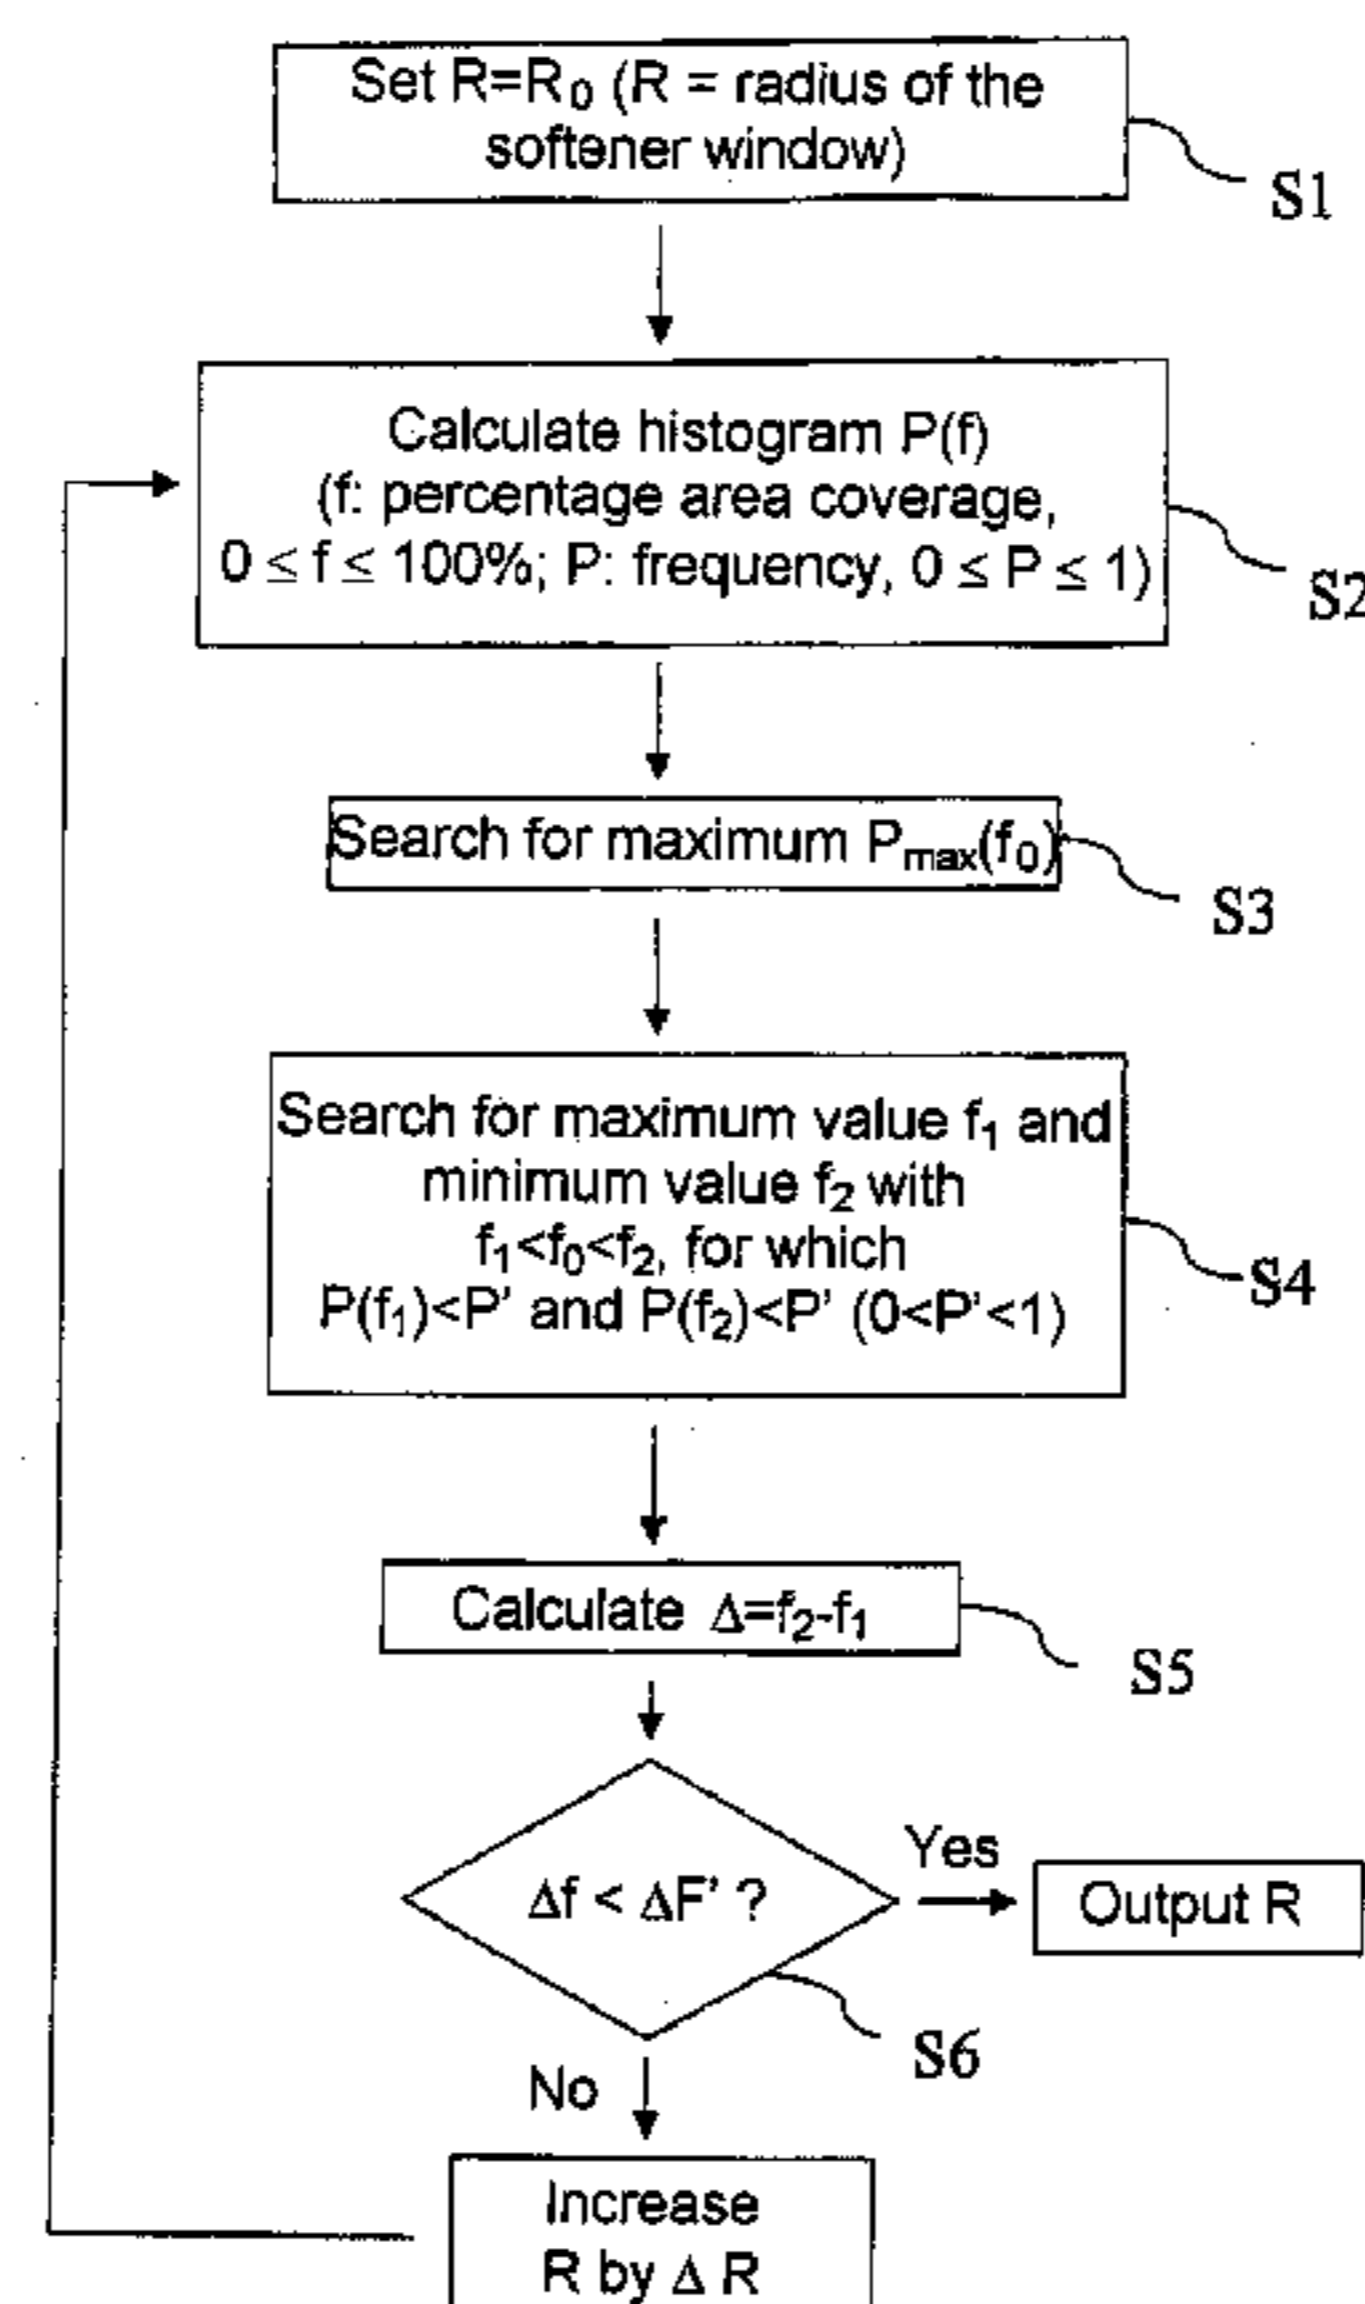 Set R=R₀ (R = radius of the
softener window)
S1
Calculate histogram P(f)
(f: percentage area coverage,
0 ≤ f ≤ 100%; P: frequency, 0 ≤ P ≤ 1)
S2
Search for maximum Pₘₐₓ(f₀)
S3
Search for maximum value f₁ and
minimum value f₂ with
f₁<f₀<f₂, for which
P(f₁)<P' and P(f₂)<P' (0<P'<1)
S4
Calculate Δ=f₂-f₁
S5
Δf < ΔF' ?
Yes
Output R
S6
No
Increase
R by Δ R